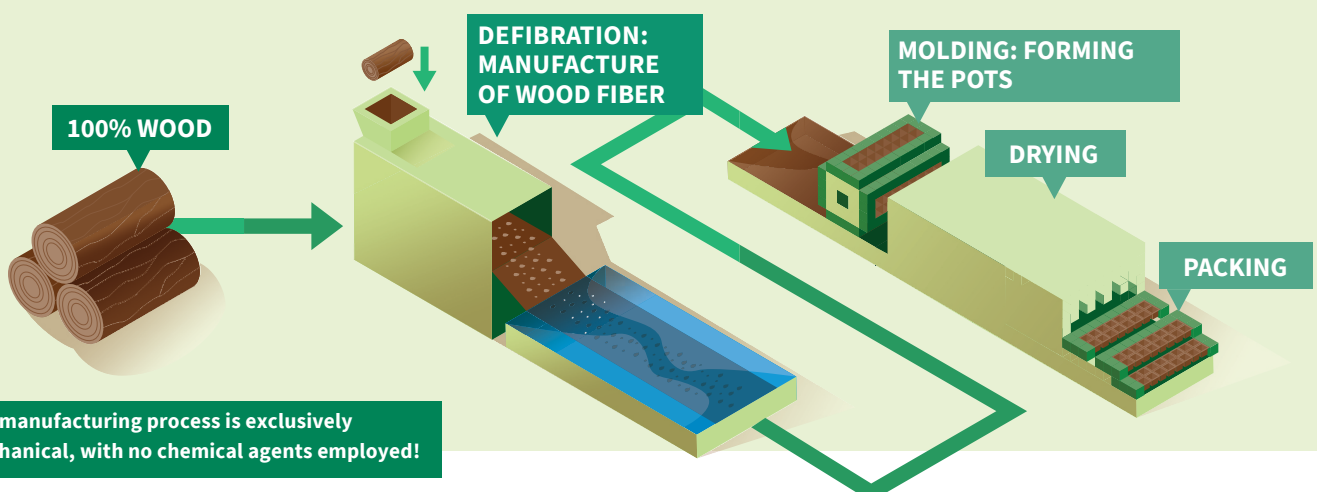 100% WOOD
DEFIBRATION:
MANUFACTURE
OF WOOD FIBER
MOLDING: FORMING
THE POTS
DRYING
PACKING
manufacturing process is exclusively
hanical, with no chemical agents employed!